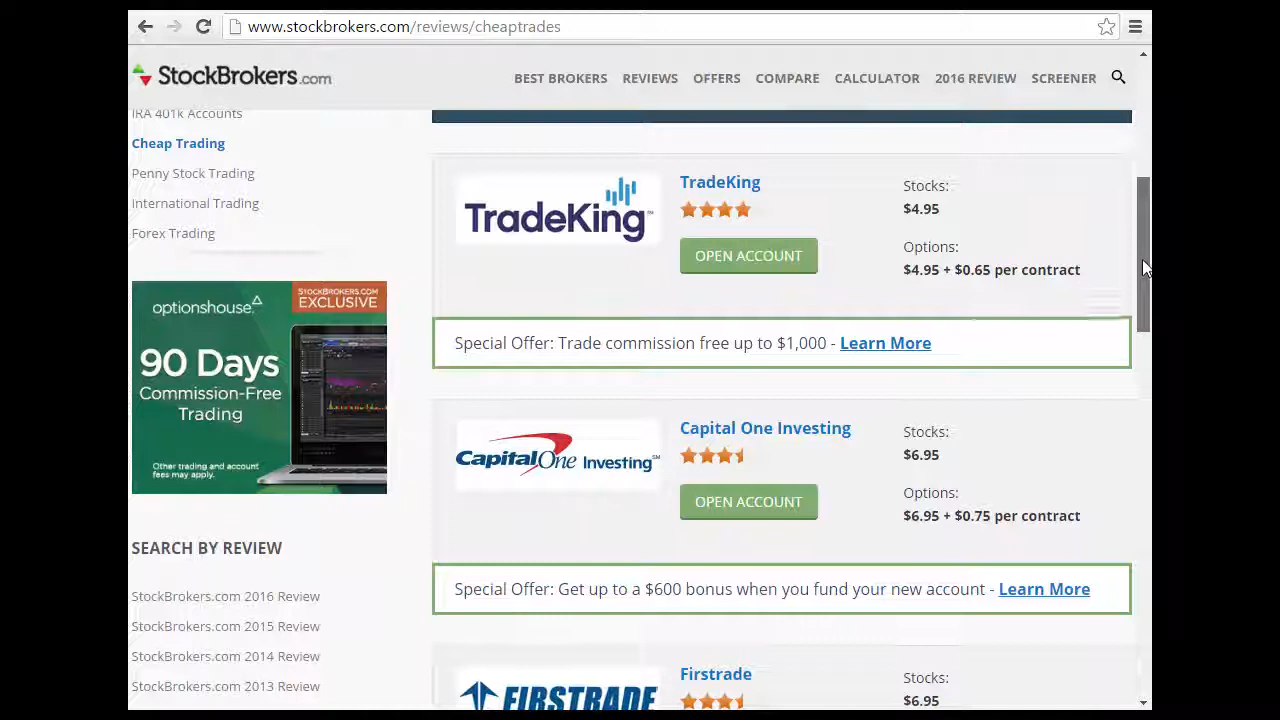 www.stockbrokers.com/reviews/cheaptrades
StockBrokers.com
BEST BROKERS REVIEWS OFFERS COMPARE CALCULATOR 2016 REVIEW SCREENER
IRA 401k Accounts
Cheap Trading
Penny Stock Trading
International Trading
Forex Trading
optionshouse
STOCKBROKERS.COM
EXCLUSIVE
90 Days
Commission-Free
Trading
Other trading and account
fees may apply.
SEARCH BY REVIEW
StockBrokers.com 2016 Review
StockBrokers.com 2015 Review
StockBrokers.com 2014 Review
StockBrokers.com 2013 Review
TradeKing™
TradeKing
OPEN ACCOUNT
Stocks:
$4.95
Options:
$4.95 + $0.65 per contract
Special Offer: Trade commission free up to $1,000 - Learn More
Capital One Investing℠
Capital One Investing
OPEN ACCOUNT
Stocks:
$6.95
Options:
$6.95 + $0.75 per contract
Special Offer: Get up to a $600 bonus when you fund your new account - Learn More
FIRSTRADE
Firstrade
Stocks:
$6.95